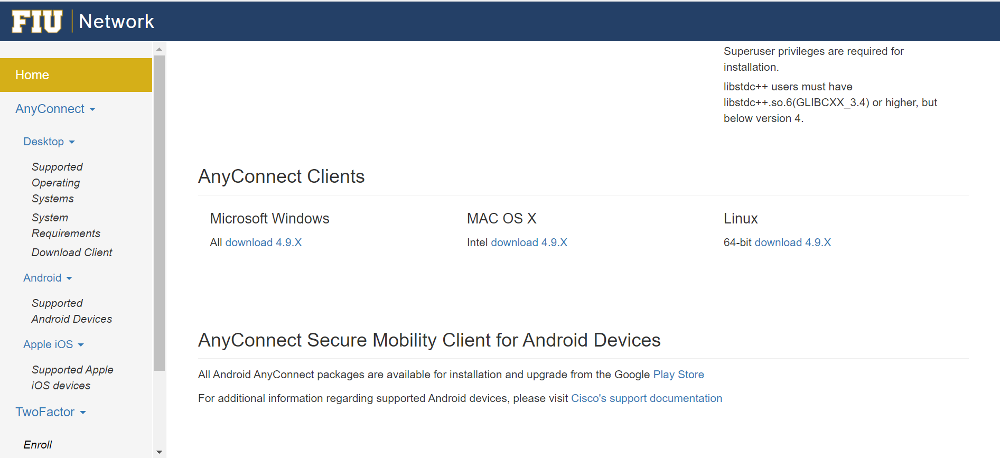 FIU Network
Home
AnyConnect
Desktop
Supported
Operating
Systems
System
Requirements
Download Client
Android
Supported
Android Devices
Apple iOS
Supported Apple
iOS devices
TwoFactor
Enroll
Superuser privileges are required for
installation.
libstdc++ users must have
libstdc++.so.6(GLIBCXX_3.4) or higher, but
below version 4.
AnyConnect Clients
Microsoft Windows
All download 4.9.X
MAC OS X
Intel download 4.9.X
Linux
64-bit download 4.9.X
AnyConnect Secure Mobility Client for Android Devices
All Android AnyConnect packages are available for installation and upgrade from the Google Play Store
For additional information regarding supported Android devices, please visit Cisco's support documentation